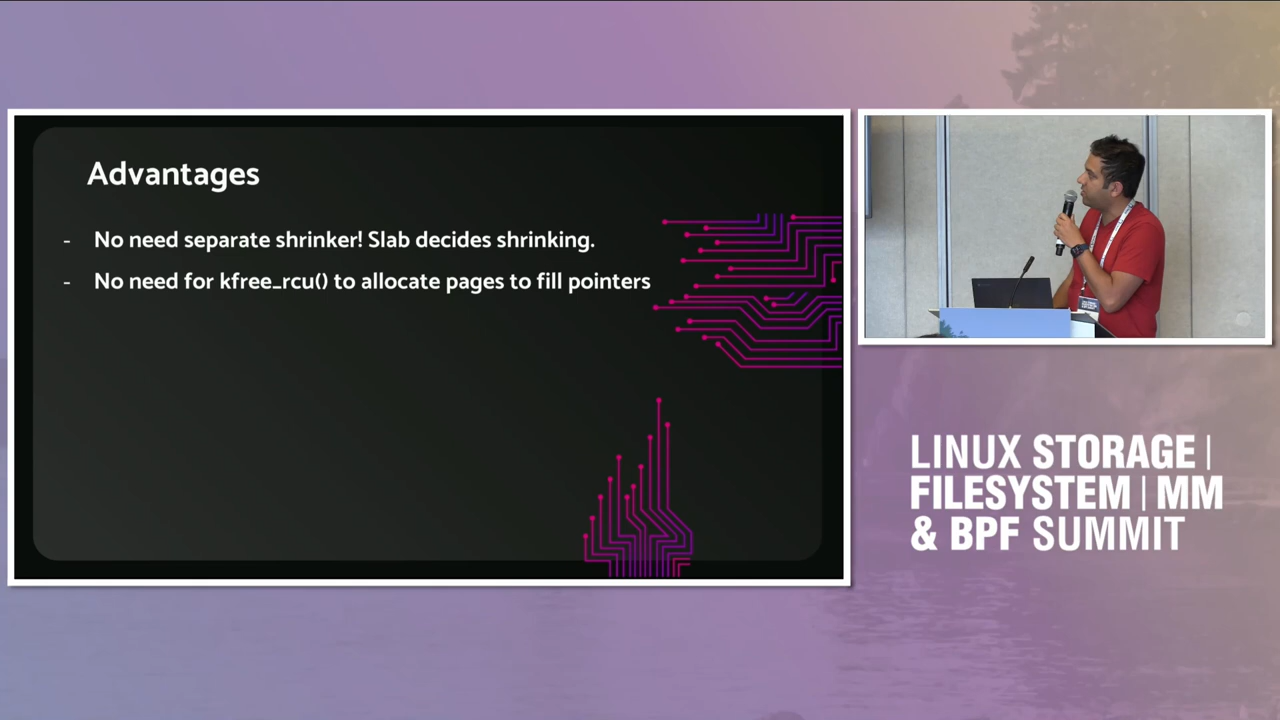 Advantages
- No need separate shrinker! Slab decides shrinking.
- No need for kfree_rcu() to allocate pages to fill pointers
LINUX STORAGE |
FILESYSTEM | MM
& BPF SUMMIT